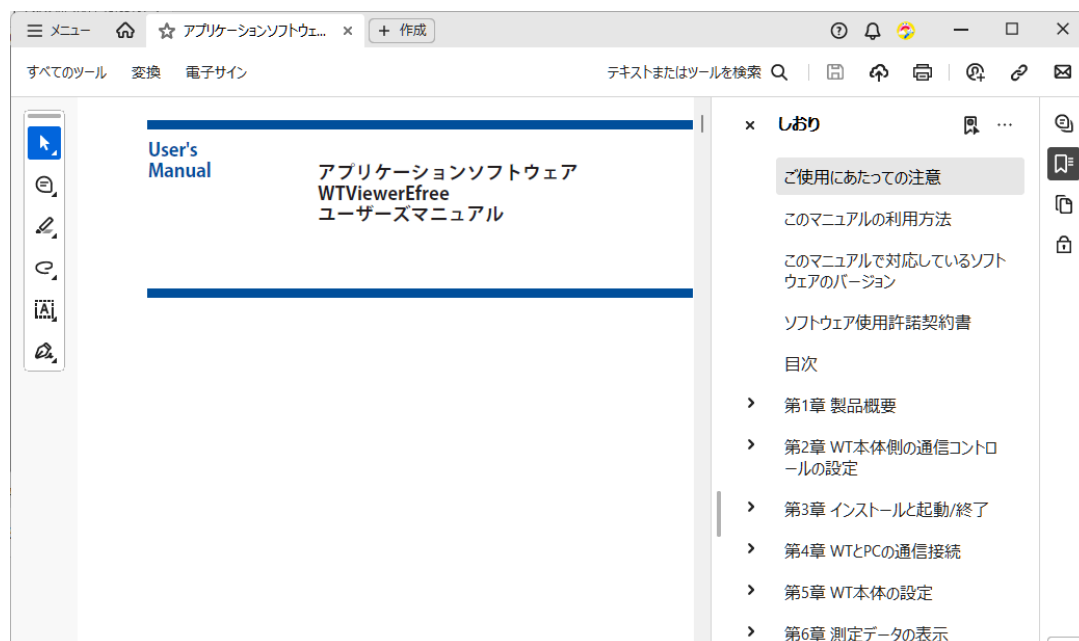 メニュー
アプリケーションソフトウェ...
作成
すべてのツール
変換
電子サイン
テキストまたはツールを検索
User's
Manual
アプリケーションソフトウェア
WTViewerEfree
ユーザーズマニュアル
しおり
ご使用にあたっての注意
このマニュアルの利用方法
このマニュアルで対応しているソフト
ウェアのバージョン
ソフトウェア使用許諾契約書
目次
第1章 製品概要
第2章 WT本体側の通信コントロ
ールの設定
第3章 インストールと起動/終了
第4章 WTとPCの通信接続
第5章 WT本体の設定
第6章 測定データの表示